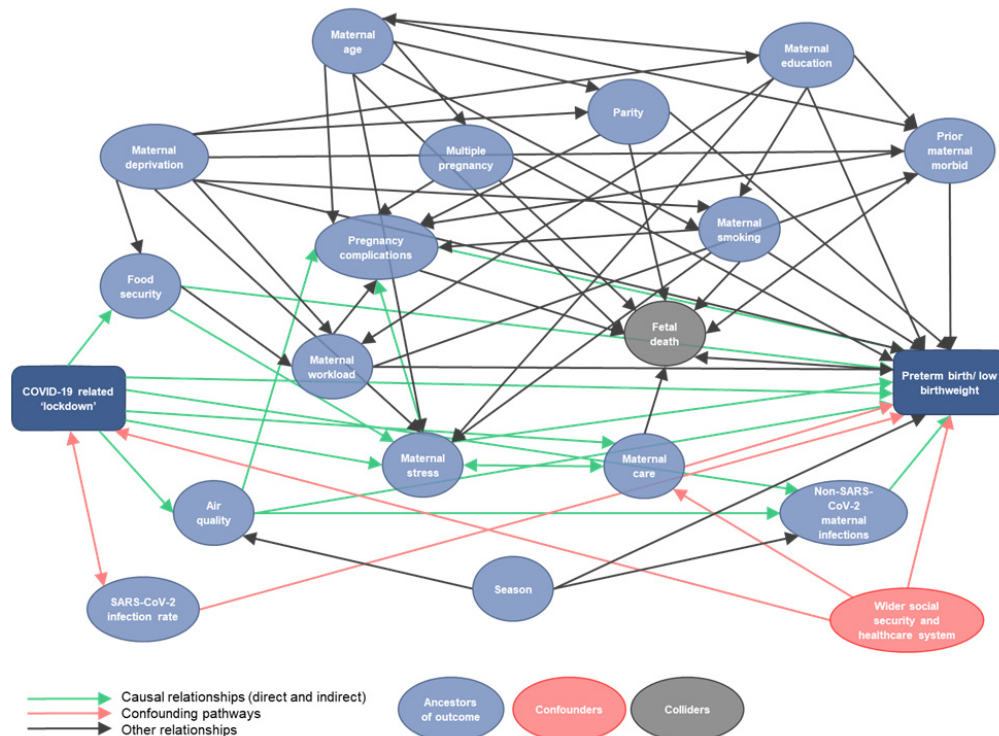 Maternal
age
Maternal
education
Parity
Maternal
deprivation
Multiple
pregnancy
Prior
maternal
morbid
Pregnancy
complications
Maternal
smoking
Food
security
Fetal
death
Maternal
workload
COVID-19 related
'lockdown'
Preterm birth/ low
birthweight
Maternal
stress
Maternal
care
Air
quality
Non-SARS-
CoV-2
maternal
infections
Season
SARS-CoV-2
infection rate
Wider social
security and
healthcare system
Causal relationships (direct and indirect)
Confounding pathways
Other relationships
Ancestors
of outcome
Confounders
Colliders